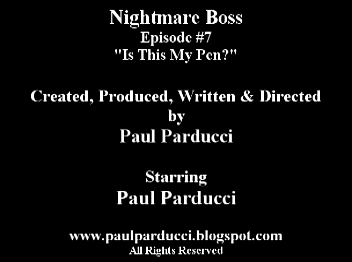 Nightmare Boss
Episode #7
"Is This My Pen?"
Created, Produced, Written & Directed
by
Paul Parducci
Starring
Paul Parducci
www.paulparducci.blogspot.com
All Rights Reserved